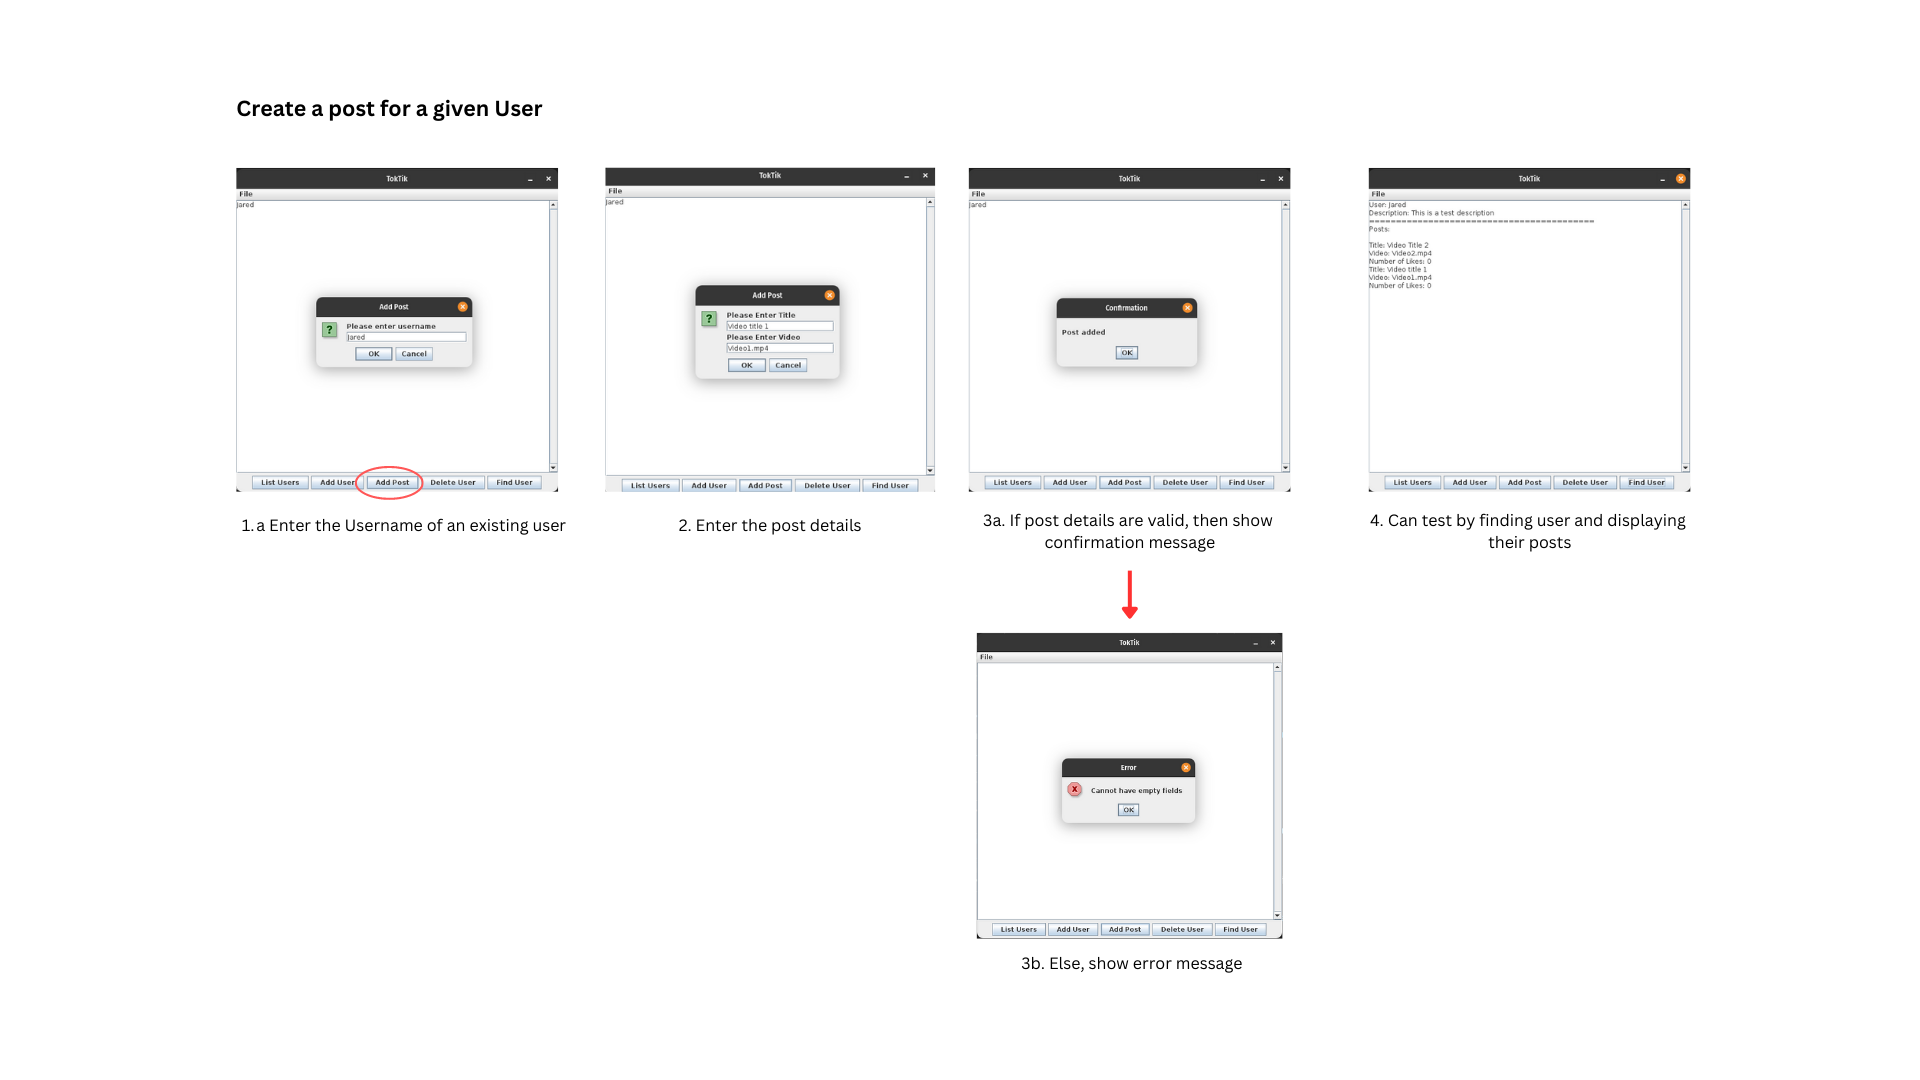 Create a post for a given User
TokTik
File
Jared
Add Post
Please enter username
Jared
OK Cancel
List Users Add User Add Post Delete User Find User
1. a Enter the Username of an existing user
TokTik
File
Jared
Add Post
Please Enter Title
Video title 1
Please Enter Video
Video1.mp4
OK Cancel
List Users Add User Add Post Delete User Find User
2. Enter the post details
TokTik
File
Jared
Confirmation
Post added
OK
List Users Add User Add Post Delete User Find User
3a. If post details are valid, then show
confirmation message
TokTik
File
User: Jared
Description: This is a test description
==========================================
Posts:
Title: Video Title 2
Video: Video2.mp4
Number of Likes: 0
Title: Video title 1
Video: Video1.mp4
Number of Likes: 0
List Users Add User Add Post Delete User Find User
4. Can test by finding user and displaying
their posts
TokTik
File
Error
Cannot have empty fields
OK
List Users Add User Add Post Delete User Find User
3b. Else, show error message